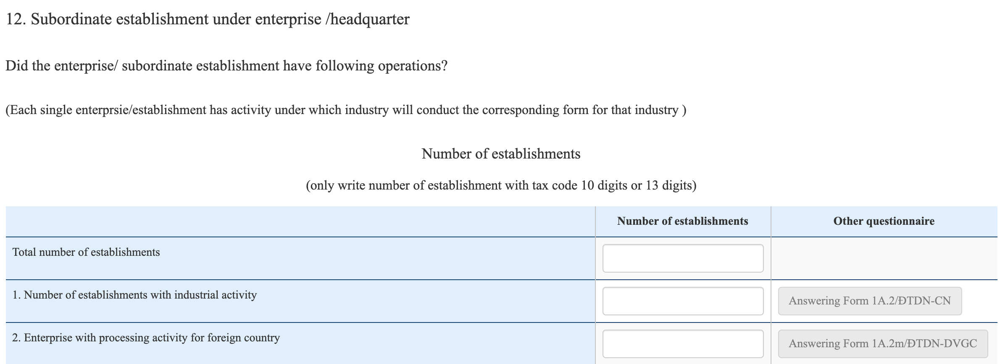 12. Subordinate establishment under enterprise /headquarter
Did the enterprise/ subordinate establishment have following operations?
(Each single enterprsie/establishment has activity under which industry will conduct the corresponding form for that industry )
Number of establishments
(only write number of establishment with tax code 10 digits or 13 digits)
Number of establishments Other questionnaire
Total number of establishments
1. Number of establishments with industrial activity Answering Form 1A.2/ĐTDN-CN
2. Enterprise with processing activity for foreign country Answering Form 1A.2m/ĐTDN-DVGC